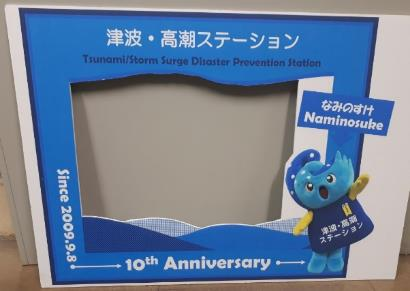 津波・高潮ステーション
Tsunami/Storm Surge Disaster Prevention Station
なみのすけ
Naminosuke
津波・高潮
ステーション
Since 2009.9.8
10th Anniversary